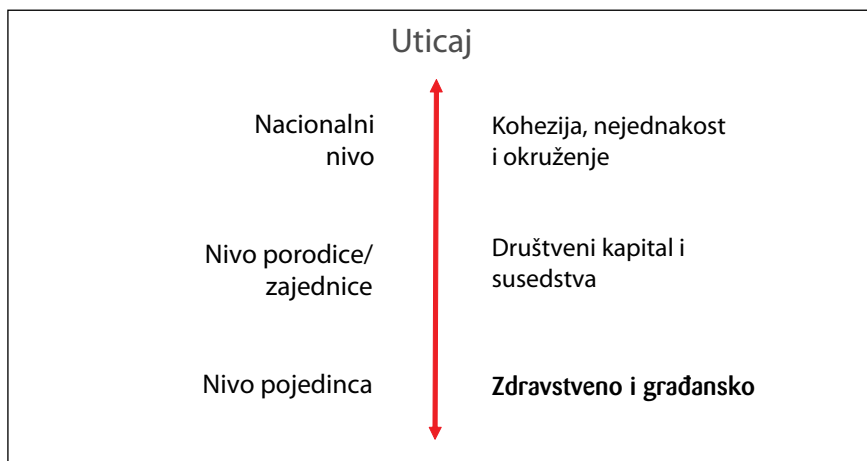 Uticaj
Nacionalni
nivo
Kohezija, nejednakost
i okruženje
Nivo porodice/
zajednice
Društveni kapital i
susedstva
Nivo pojedinca
Zdravstveno i građansko